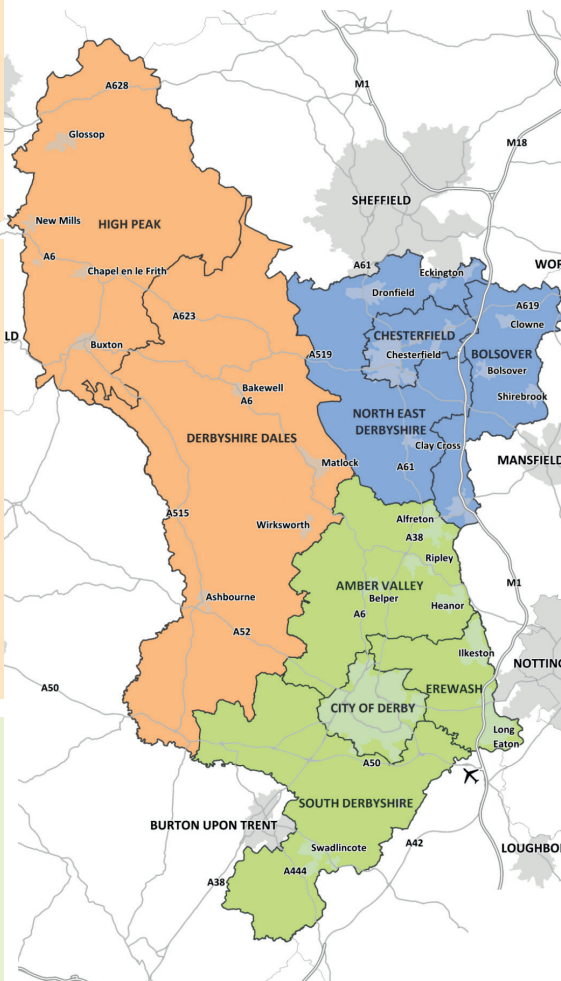 A628
M1
Glossop
M18
SHEFFIELD
New Mills
HIGH PEAK
A6
Chapel en le Frith
A61
Eckington
WOR
Dronfield
A623
A619
Clowne
CHESTERFIELD
LD
Buxton
A519
Chesterfield
BOLSOVER
Bolsover
Bakewell
A6
Shirebrook
NORTH EAST
DERBYSHIRE
DERBYSHIRE DALES
Clay Cross
Matlock
A61
MANSFIELD
A515
Wirksworth
Alfreton
A38
Ripley
M1
AMBER VALLEY
Belper
Ashbourne
Heanor
A6
A52
Ilkeston
NOTTING
A50
EREWASH
CITY OF DERBY
Long
Eaton
A50
SOUTH DERBYSHIRE
BURTON UPON TRENT
A42
Swadlincote
LOUGHBO
A444
A38